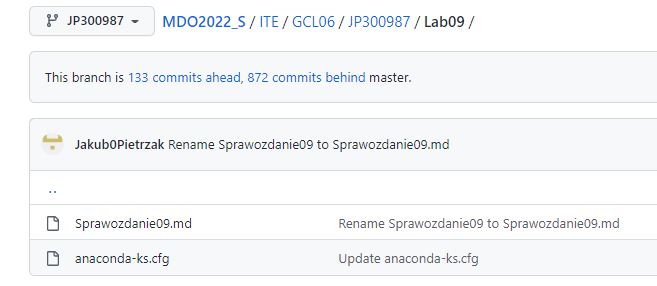 JP300987 MDO2022_S / ITE / GCL06 / JP300987 / Lab09 /
This branch is 133 commits ahead, 872 commits behind master.
Jakub0Pietrzak Rename Sprawozdanie09 to Sprawozdanie09.md
..
Sprawozdanie09.md Rename Sprawozdanie09 to Sprawozdanie09.md
anaconda-ks.cfg Update anaconda-ks.cfg